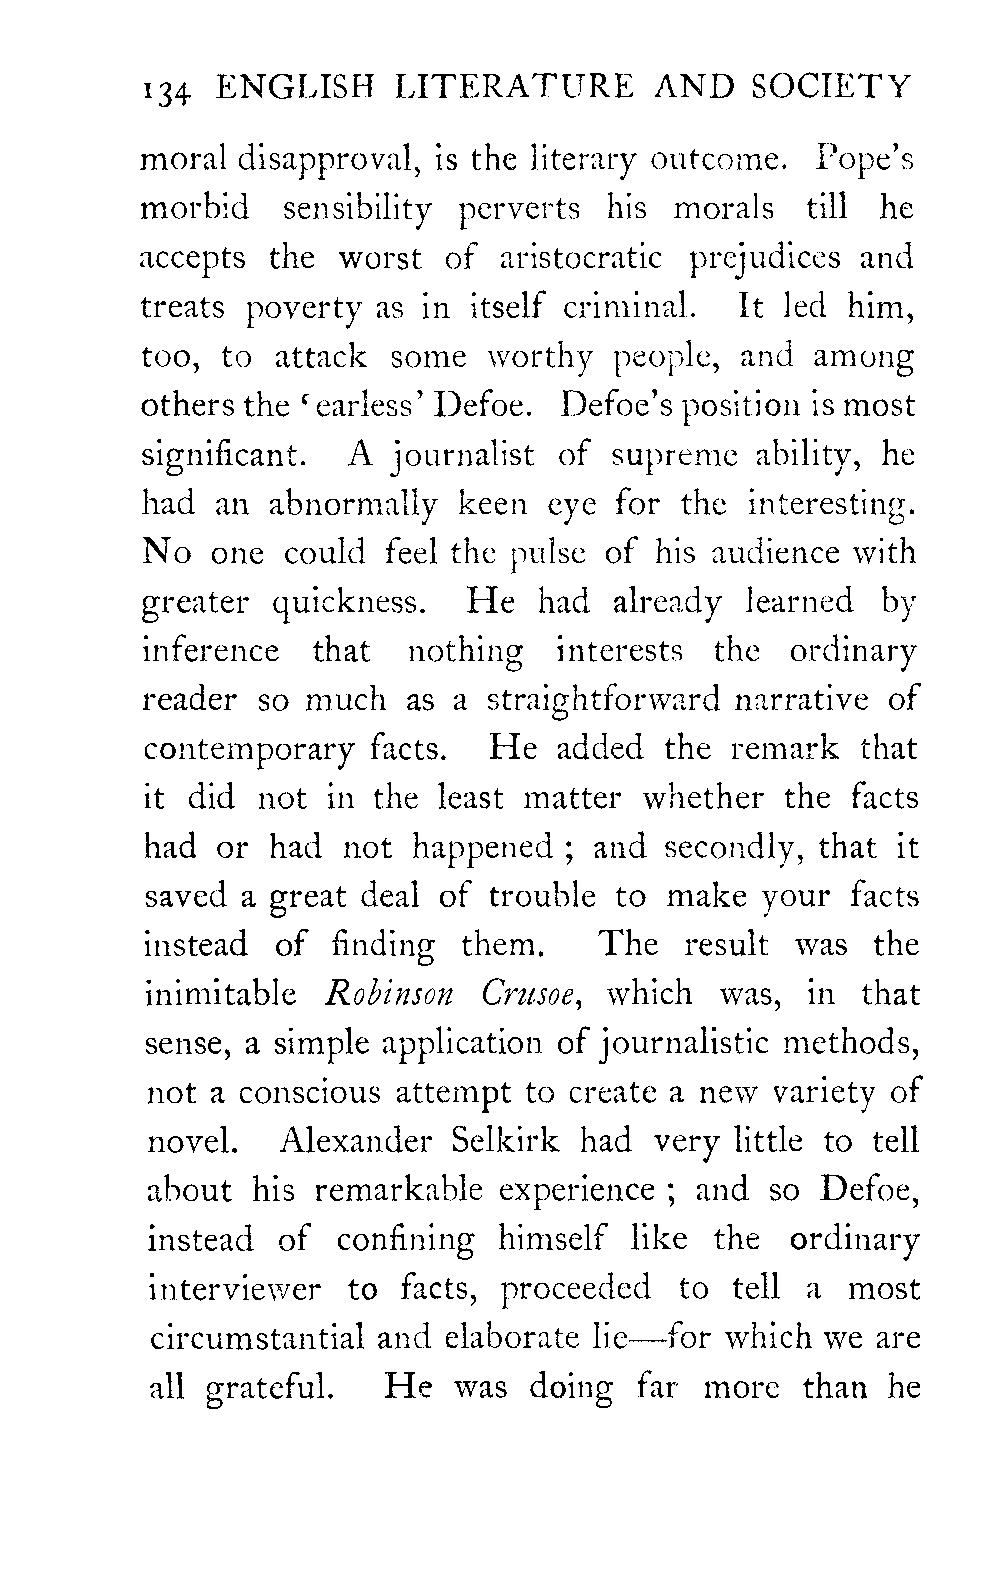 134 ENGLISH LITERATURE AND SOCIETY
moral disapproval, is the literary outcome. Pope's
morbid sensibility perverts his morals till he
accepts the worst of aristocratic prejudices and
treats poverty as in itself criminal. It led him,
too, to attack some worthy people, and among
others the ‘earless’ Defoe. Defoe's position is most
significant. A journalist of supreme ability, he
had an abnormally keen eye for the interesting.
No one could feel the pulse of his audience with
greater quickness. He had already learned by
inference that nothing interests the ordinary
reader so much as a straightforward narrative of
contemporary facts. He added the remark that
it did not in the least matter whether the facts
had or had not happened ; and secondly, that it
saved a great deal of trouble to make your facts
instead of finding them. The result was the
inimitable Robinson Crusoe, which was, in that
sense, a simple application of journalistic methods,
not a conscious attempt to create a new variety of
novel. Alexander Selkirk had very little to tell
about his remarkable experience ; and so Defoe,
instead of confining himself like the ordinary
interviewer to facts, proceeded to tell a most
circumstantial and elaborate lie—for which we are
all grateful. He was doing far more than he